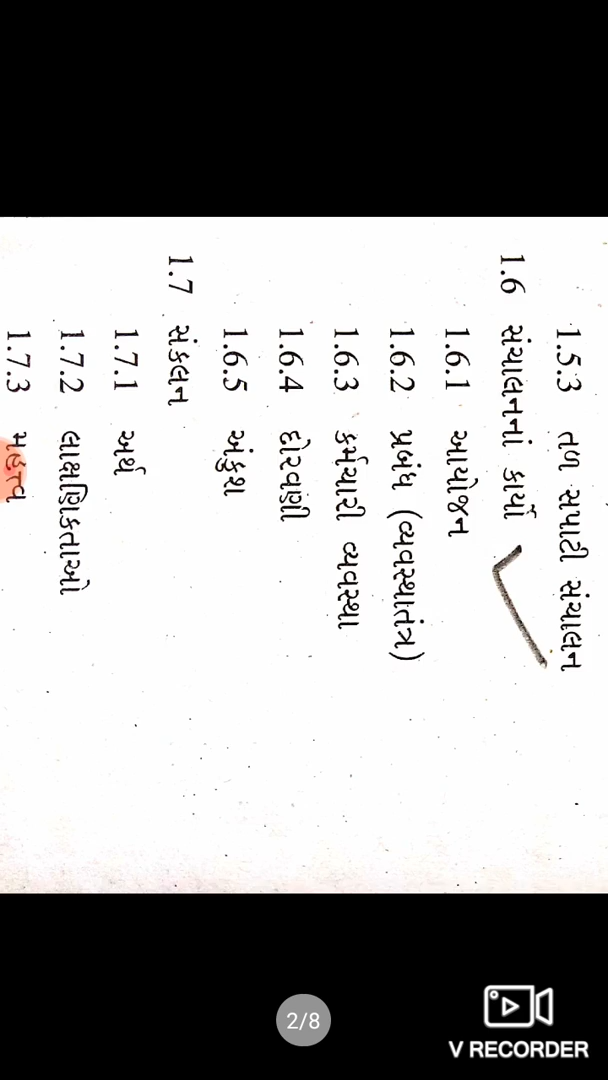 1.5.3 તળ સપાટી સંચાલન
1.6 સંચાલનનાં કાર્યો
1.6.1 આયોજન
1.6.2 પ્રબંધ (વ્યવસ્થાતંત્ર)
1.6.3 કર્મચારી વ્યવસ્થા
1.6.4 દોરવણી
1.6.5 અંકુશ
1.7 સંકલન
1.7.1 અર્થ
1.7.2 લાક્ષણિકતાઓ
1.7.3 મહત્ત્વ
2/8
V RECORDER